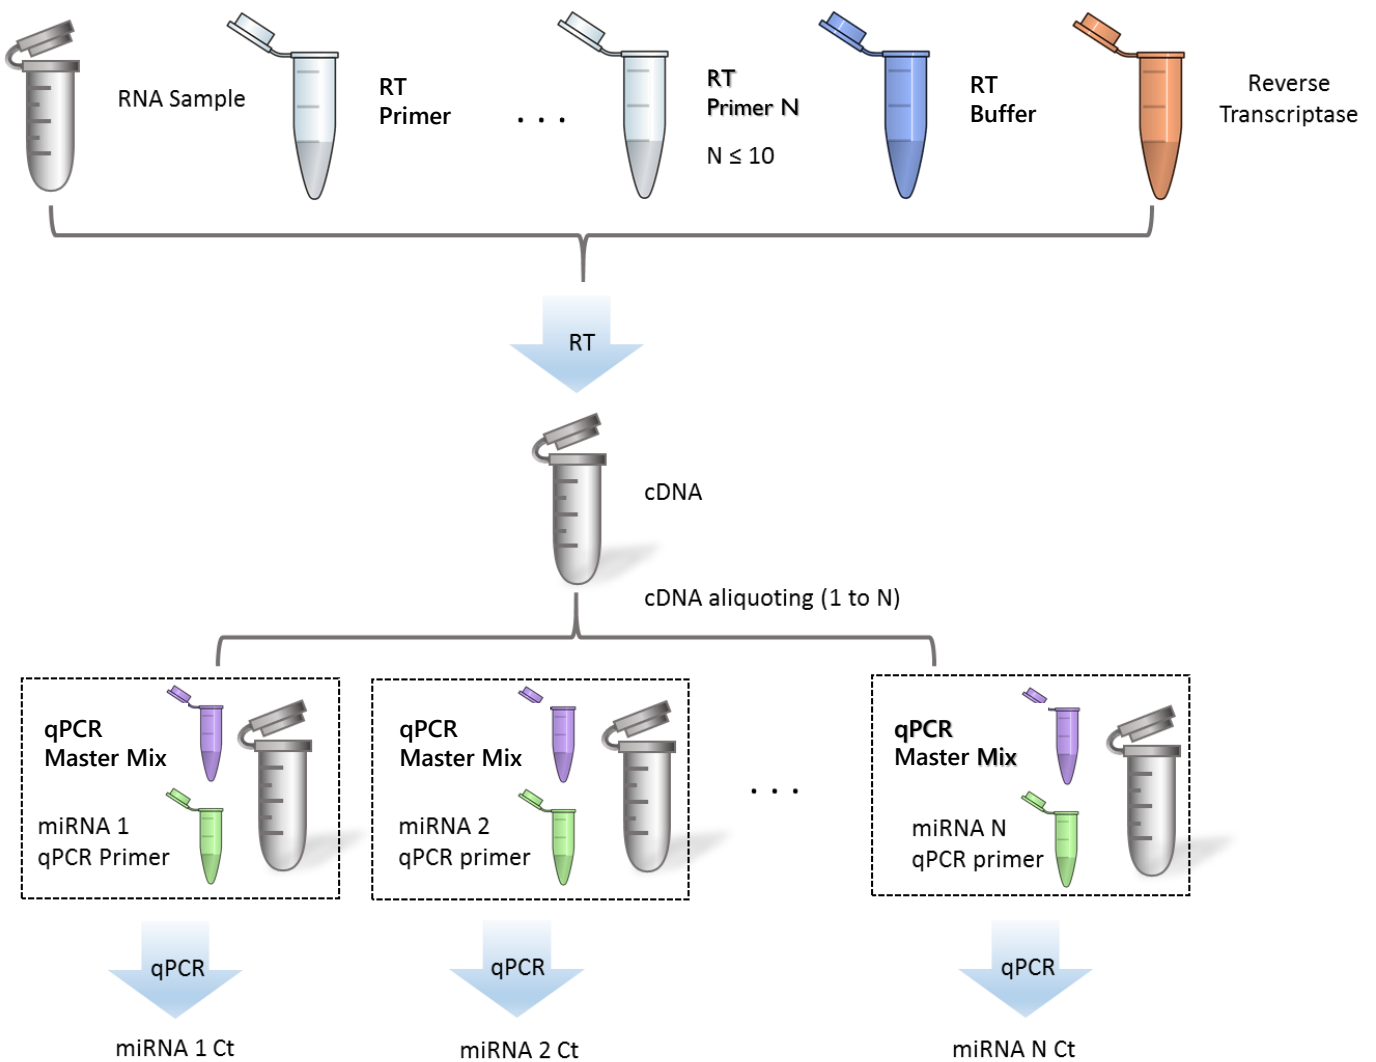 RNA Sample
RT
Primer
. . .
RT
Primer N
N ≤ 10
RT
Buffer
Reverse
Transcriptase
RT
cDNA
cDNA aliquoting (1 to N)
qPCR
Master Mix
miRNA 1
qPCR Primer
qPCR
Master Mix
miRNA 2
qPCR primer
. . .
qPCR
Master Mix
miRNA N
qPCR primer
qPCR
qPCR
qPCR
miRNA 1 Ct
miRNA 2 Ct
miRNA N Ct